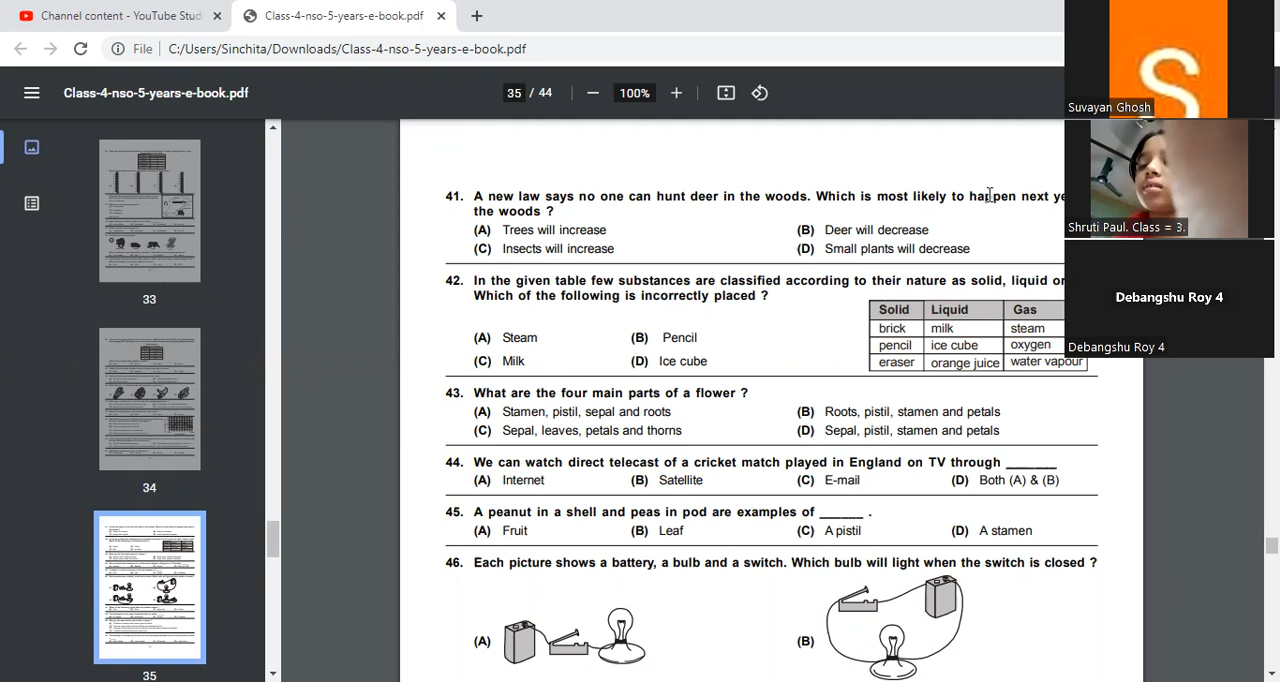 Channel content - YouTube Stud
Class-4-nso-5-years-e-book.pdf
File C:/Users/Sinchita/Downloads/Class-4-nso-5-years-e-book.pdf
Class-4-nso-5-years-e-book.pdf
35 / 44
100%
S
Suvayan Ghosh
Shruti Paul. Class = 3.
Debangshu Roy 4
Debangshu Roy 4
33
34
35
41. A new law says no one can hunt deer in the woods. Which is most likely to happen next ye
the woods ?
(A) Trees will increase (B) Deer will decrease
(C) Insects will increase (D) Small plants will decrease
42. In the given table few substances are classified according to their nature as solid, liquid or
Which of the following is incorrectly placed ?
(A) Steam (B) Pencil
(C) Milk (D) Ice cube
Solid Liquid Gas
brick milk steam
pencil ice cube oxygen
eraser orange juice water vapour
43. What are the four main parts of a flower ?
(A) Stamen, pistil, sepal and roots (B) Roots, pistil, stamen and petals
(C) Sepal, leaves, petals and thorns (D) Sepal, pistil, stamen and petals
44. We can watch direct telecast of a cricket match played in England on TV through _______
(A) Internet (B) Satellite (C) E-mail (D) Both (A) & (B)
45. A peanut in a shell and peas in pod are examples of ______ .
(A) Fruit (B) Leaf (C) A pistil (D) A stamen
46. Each picture shows a battery, a bulb and a switch. Which bulb will light when the switch is closed ?
(A) (B)